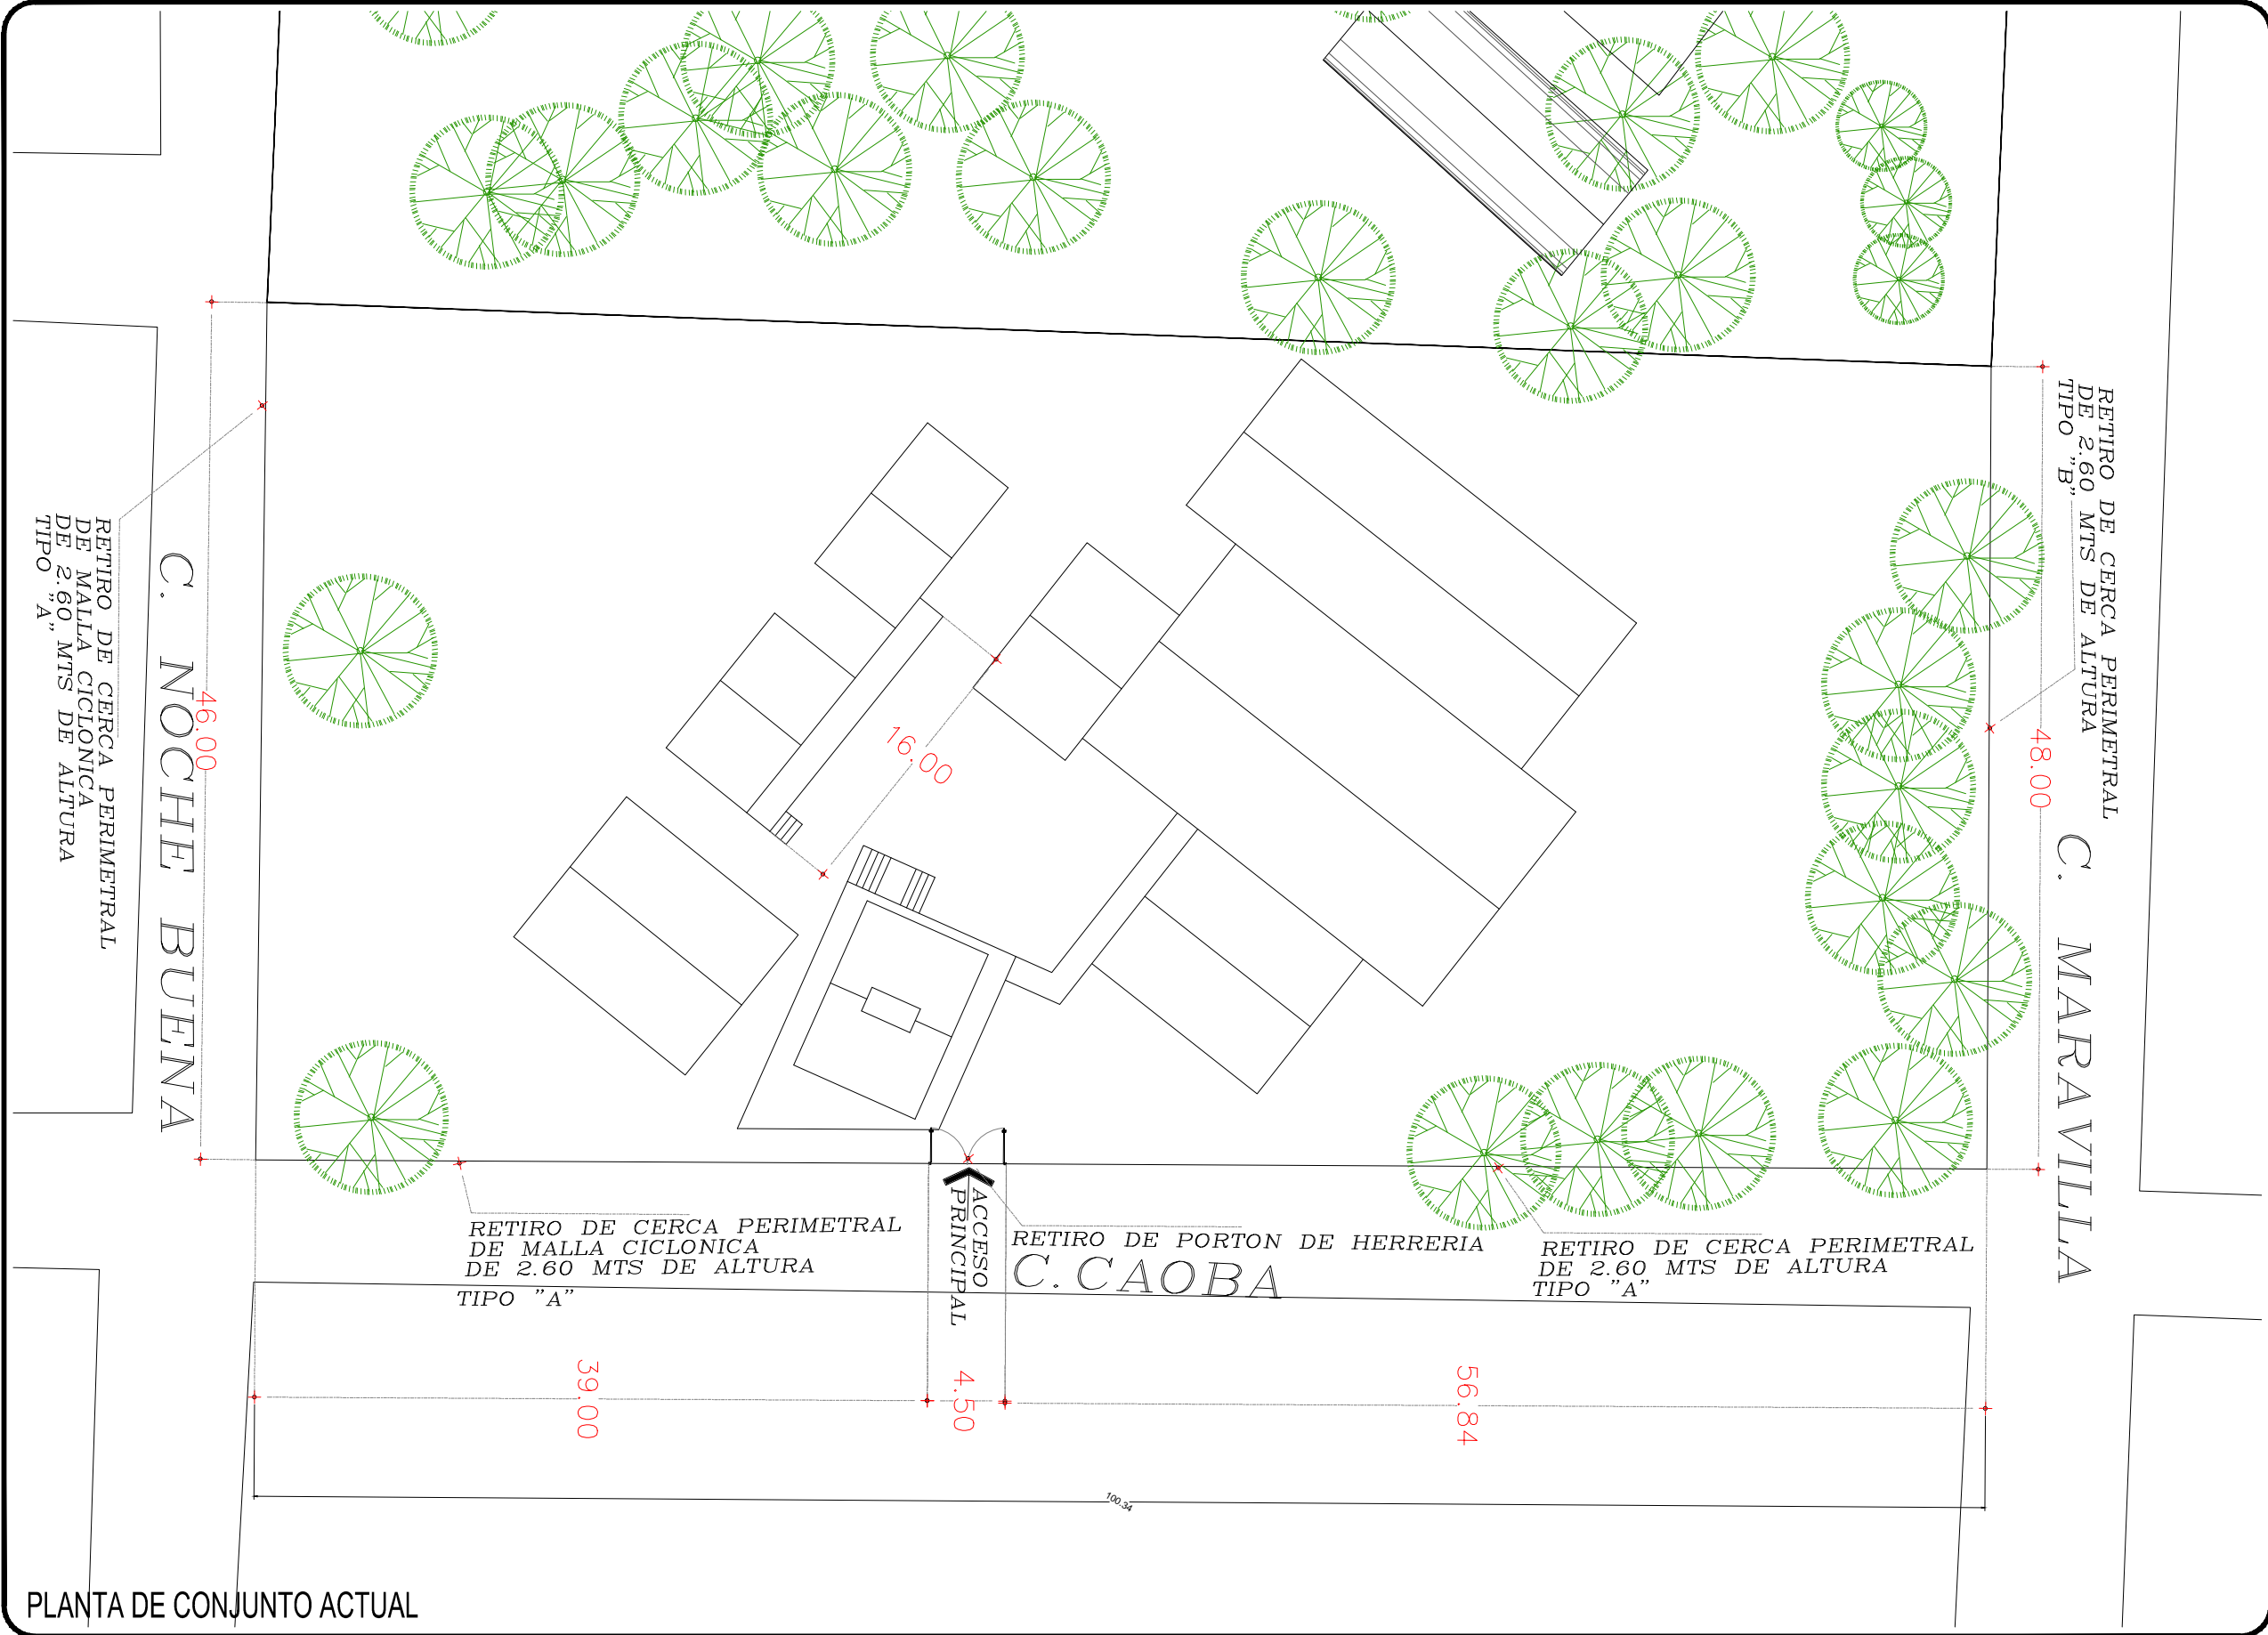 RETIRO DE CERCA PERIMETRAL
DE MALLA CICLONICA
DE 2.60 MTS DE ALTURA
TIPO "A"
C. NOCHE BUENA
46.00
16.00
RETIRO DE CERCA PERIMETRAL
DE 2.60 MTS DE ALTURA
TIPO "B"
48.00
C. MARAVILLA
RETIRO DE CERCA PERIMETRAL
DE MALLA CICLONICA
DE 2.60 MTS DE ALTURA
TIPO "A"
ACCESO
PRINCIPAL
RETIRO DE PORTON DE HERRERIA
C. CAOBA
RETIRO DE CERCA PERIMETRAL
DE 2.60 MTS DE ALTURA
TIPO "A"
39.00
4.50
56.84
100.34
PLANTA DE CONJUNTO ACTUAL